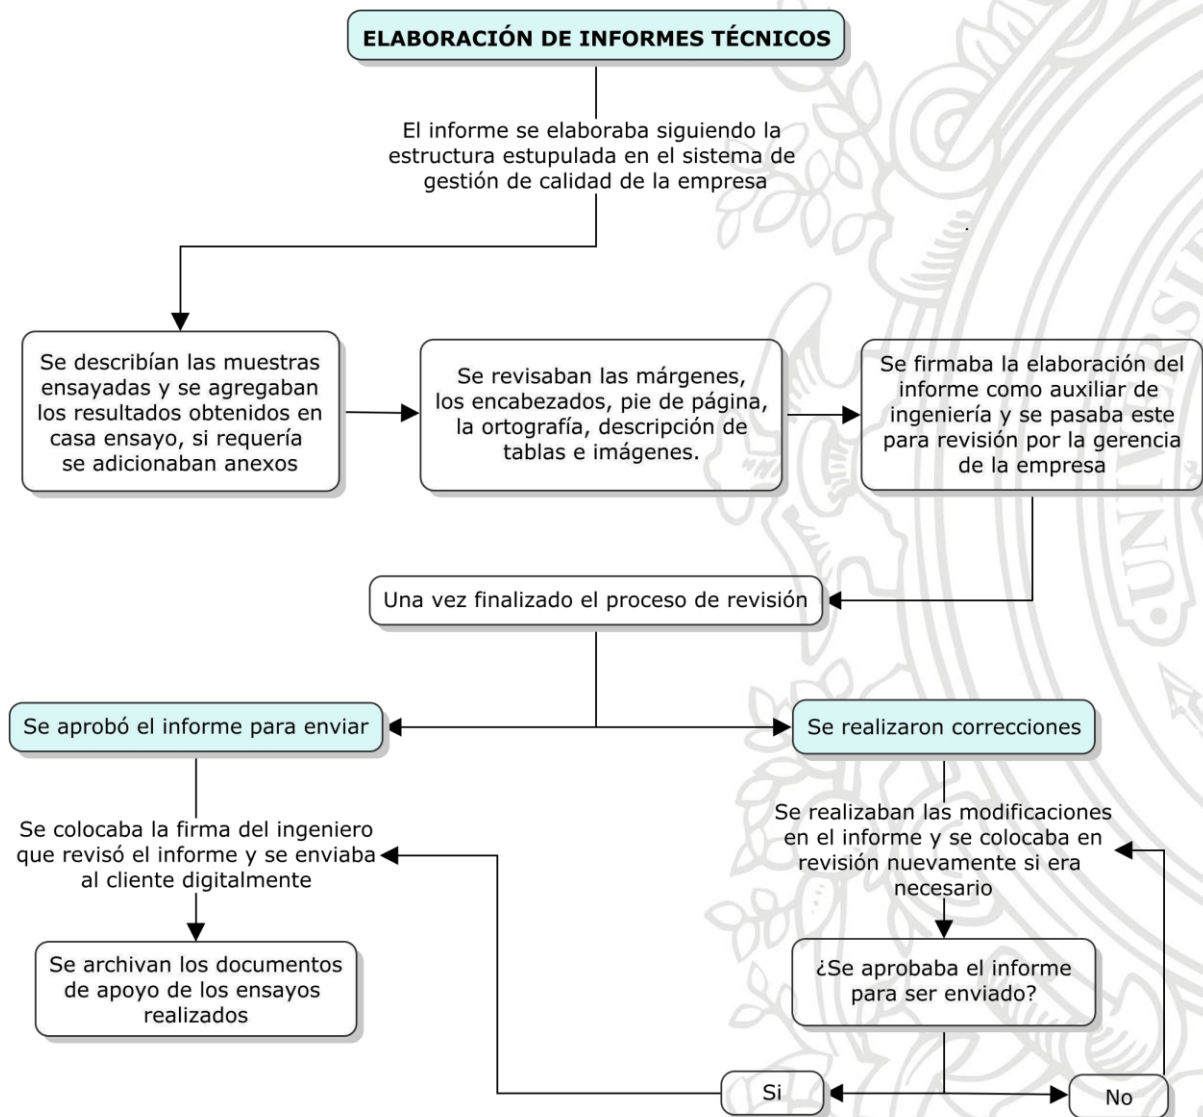 ELABORACIÓN DE INFORMES TÉCNICOS
El informe se elaboraba siguiendo la
estructura estupulada en el sistema de
gestión de calidad de la empresa
Se describían las muestras
ensayadas y se agregaban
los resultados obtenidos en
casa ensayo, si requería
se adicionaban anexos
Se revisaban las márgenes,
los encabezados, pie de página,
la ortografía, descripción de
tablas e imágenes.
Se firmaba la elaboración del
informe como auxiliar de
ingeniería y se pasaba este
para revisión por la gerencia
de la empresa
Una vez finalizado el proceso de revisión
Se aprobó el informe para enviar
Se realizaron correcciones
Se colocaba la firma del ingeniero
que revisó el informe y se enviaba
al cliente digitalmente
Se realizaban las modificaciones
en el informe y se colocaba en
revisión nuevamente si era
necesario
Se archivan los documentos
de apoyo de los ensayos
realizados
¿Se aprobaba el informe
para ser enviado?
Si
No